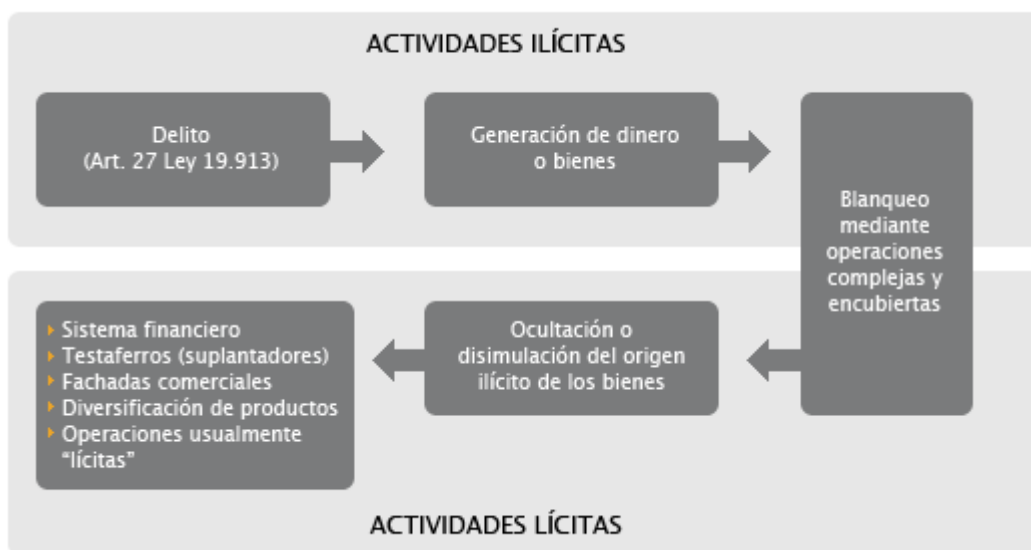 ACTIVIDADES ILÍCITAS
Delito
(Art. 27 Ley 19.913)
Generación de dinero
o bienes
Blanqueo
mediante
operaciones
complejas y
encubiertas
Ocultación o
disimulación del origen
ilícito de los bienes
Sistema financiero
Testaferros (suplantadores)
Fachadas comerciales
Diversificación de productos
Operaciones usualmente
“lícitas”
ACTIVIDADES LÍCITAS